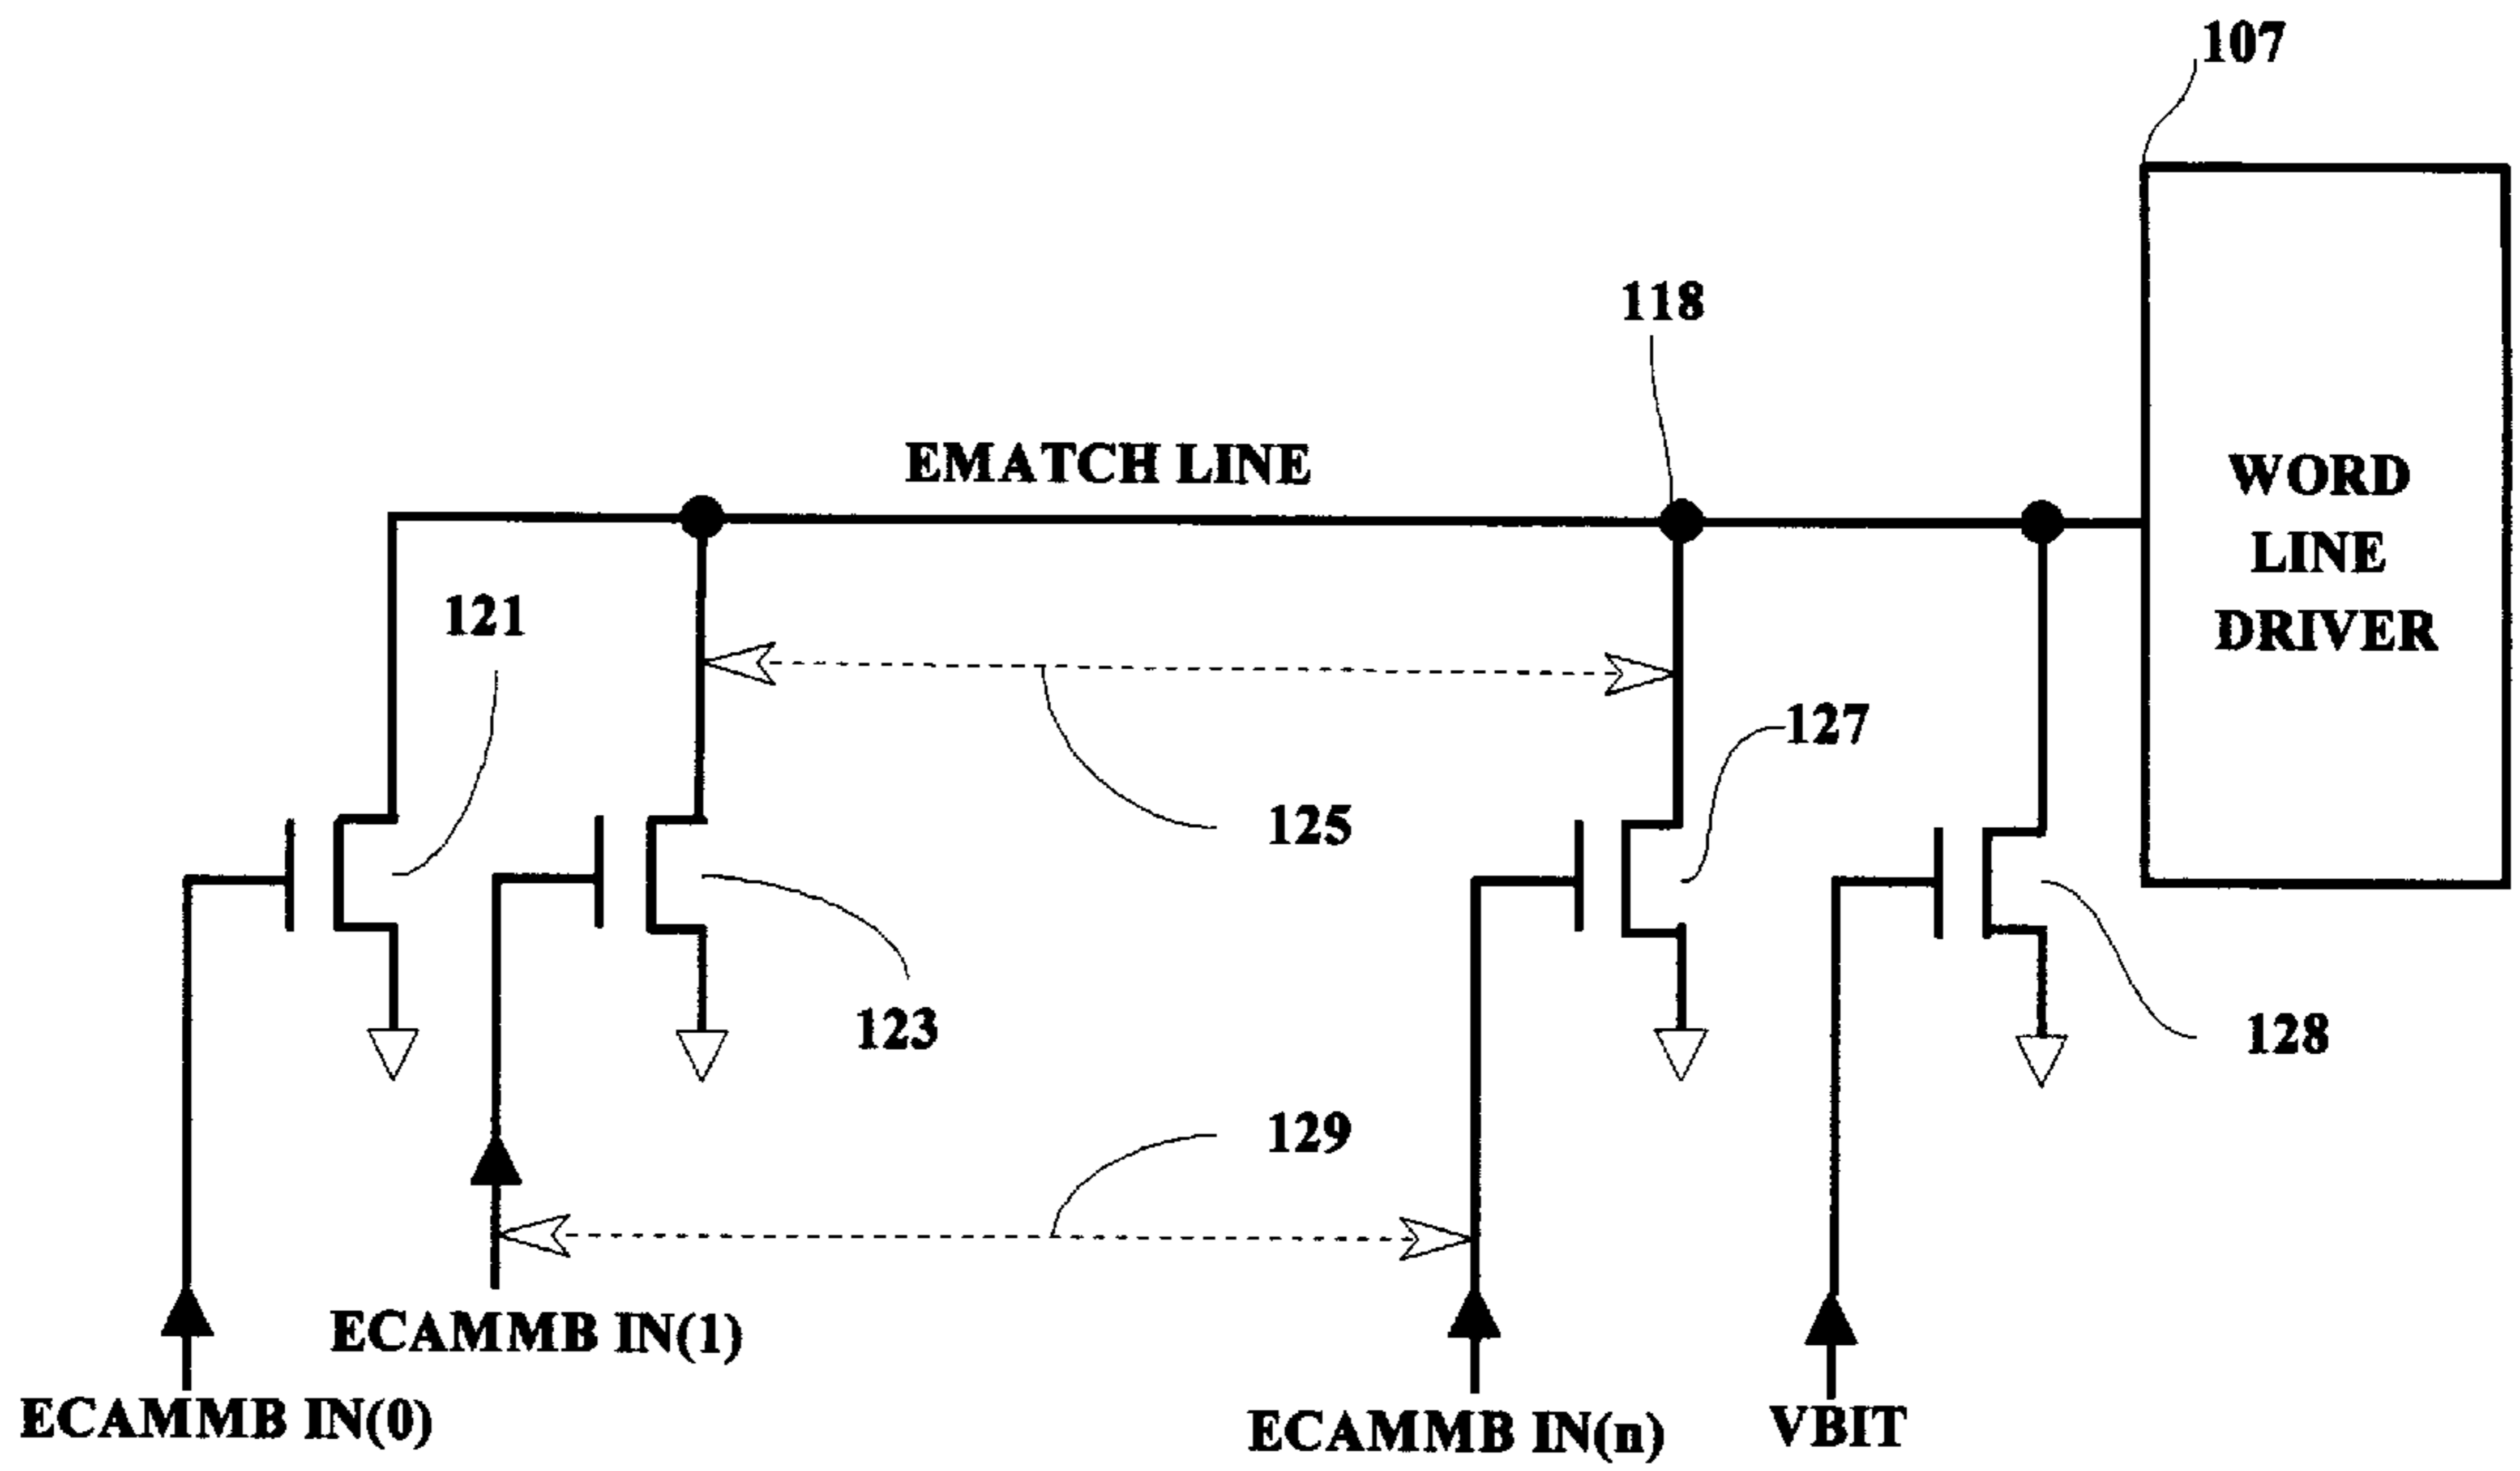 107
118
EMATCH LINE
WORD
LINE
DRIVER
121
127
125
123
128
129
ECAMMB IN(1)
ECAMMB IN(0)
ECAMMB IN(n)
VBIT